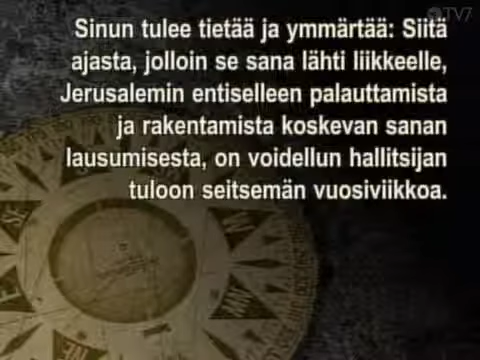 TV7
Sinun tulee tietää ja ymmärtää: Siitä
ajasta, jolloin se sana lähti liikkeelle,
Jerusalemin entiselleen palauttamista
ja rakentamista koskevan sanan
lausumisesta, on voidellun hallitsijan
tuloon seitsemän vuosiviikkoa.